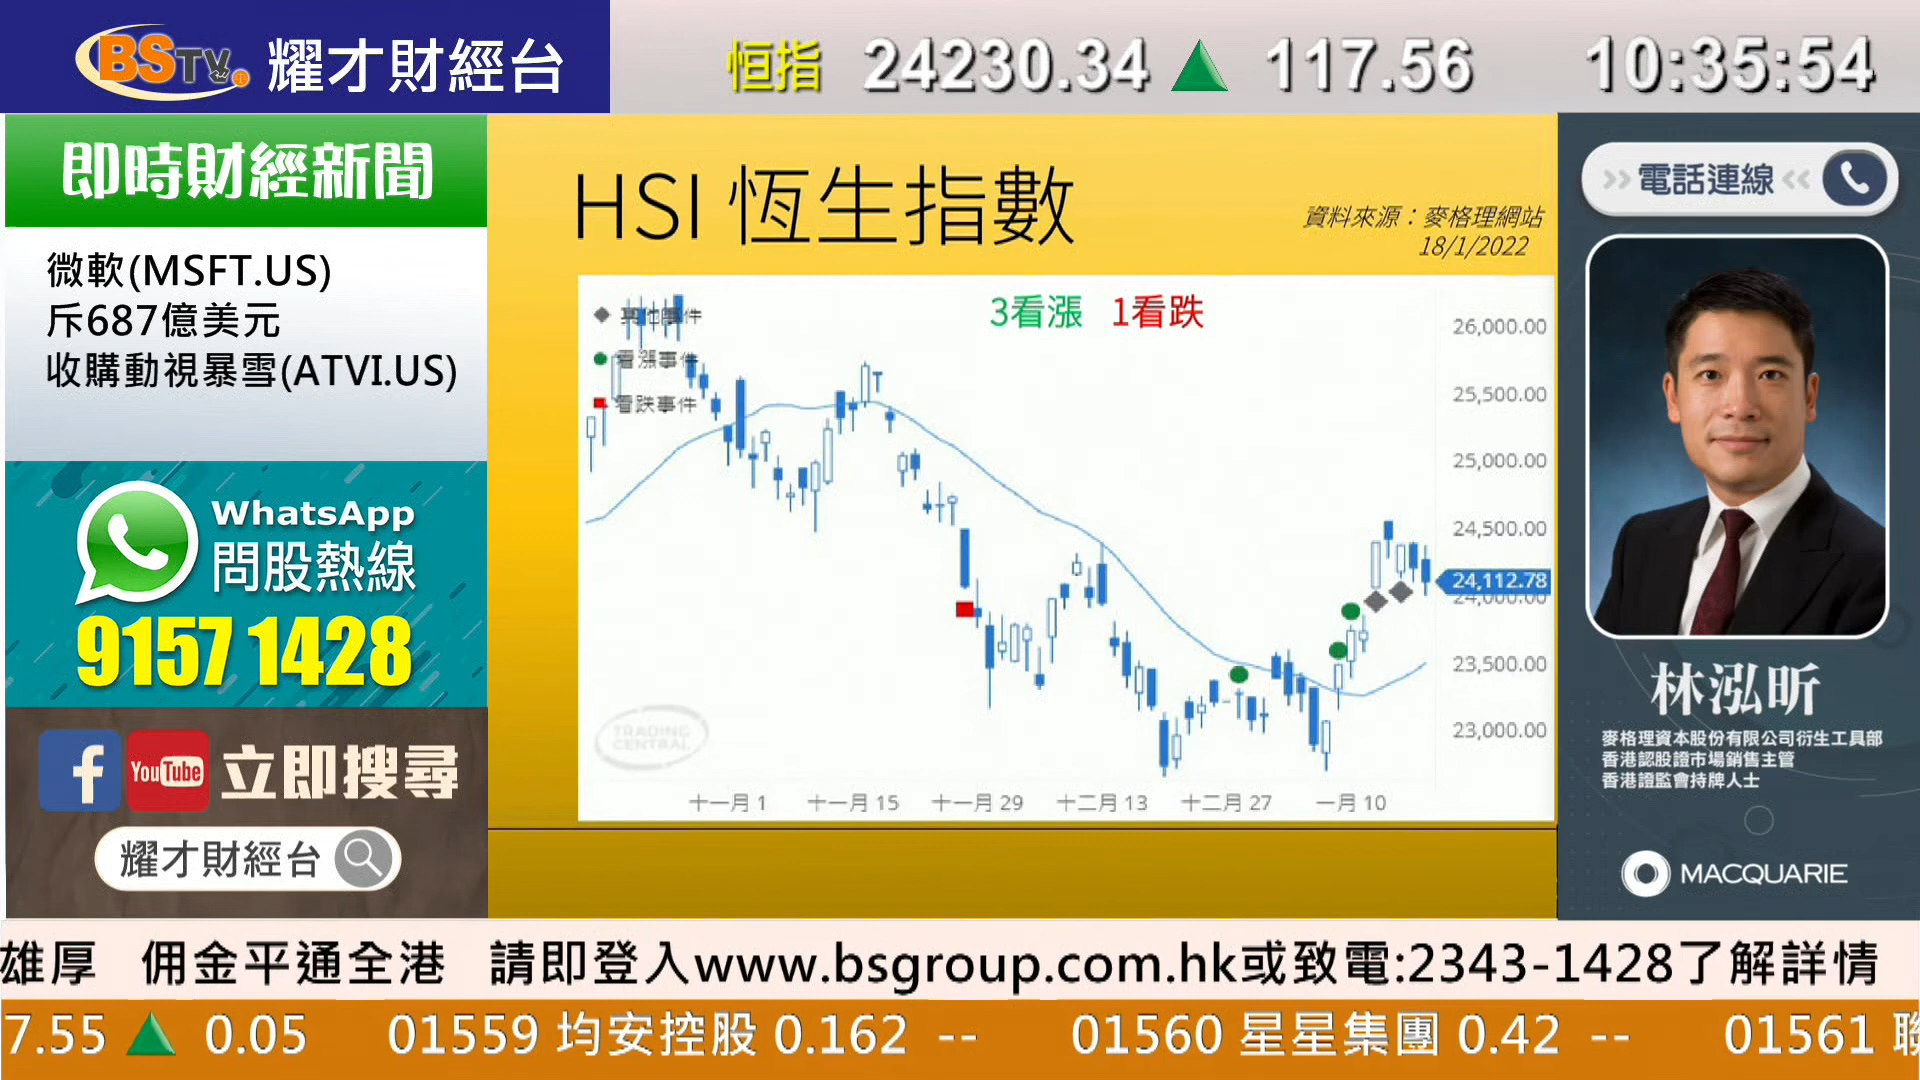 BSTV 耀才財經台
恒指 24230.34 ▲ 117.56 10:35:54
即時財經新聞
微軟(MSFT.US)
斥687億美元
收購動視暴雪(ATVI.US)
WhatsApp
問股熱線
9157 1428
f YouTube 立即搜尋
耀才財經台
HSI 恆生指數
資料來源：麥格理網站
18/1/2022
3看漲 1看跌
其他事件
看漲事件
看跌事件
26,000.00
25,500.00
25,000.00
24,500.00
24,112.78
24,000.00
23,500.00
23,000.00
TRADING
CENTRAL
十一月 1 十一月 15 十一月 29 十二月 13 十二月 27 一月 10
›› 電話連線 ‹‹
林泓昕
麥格理資本股份有限公司衍生工具部
香港認股證市場銷售主管
香港證監會持牌人士
MACQUARIE
雄厚 佣金平通全港 請即登入www.bsgroup.com.hk或致電:2343-1428了解詳情
7.55 ▲ 0.05 01559 均安控股 0.162 -- 01560 星星集團 0.42 -- 01561 聯